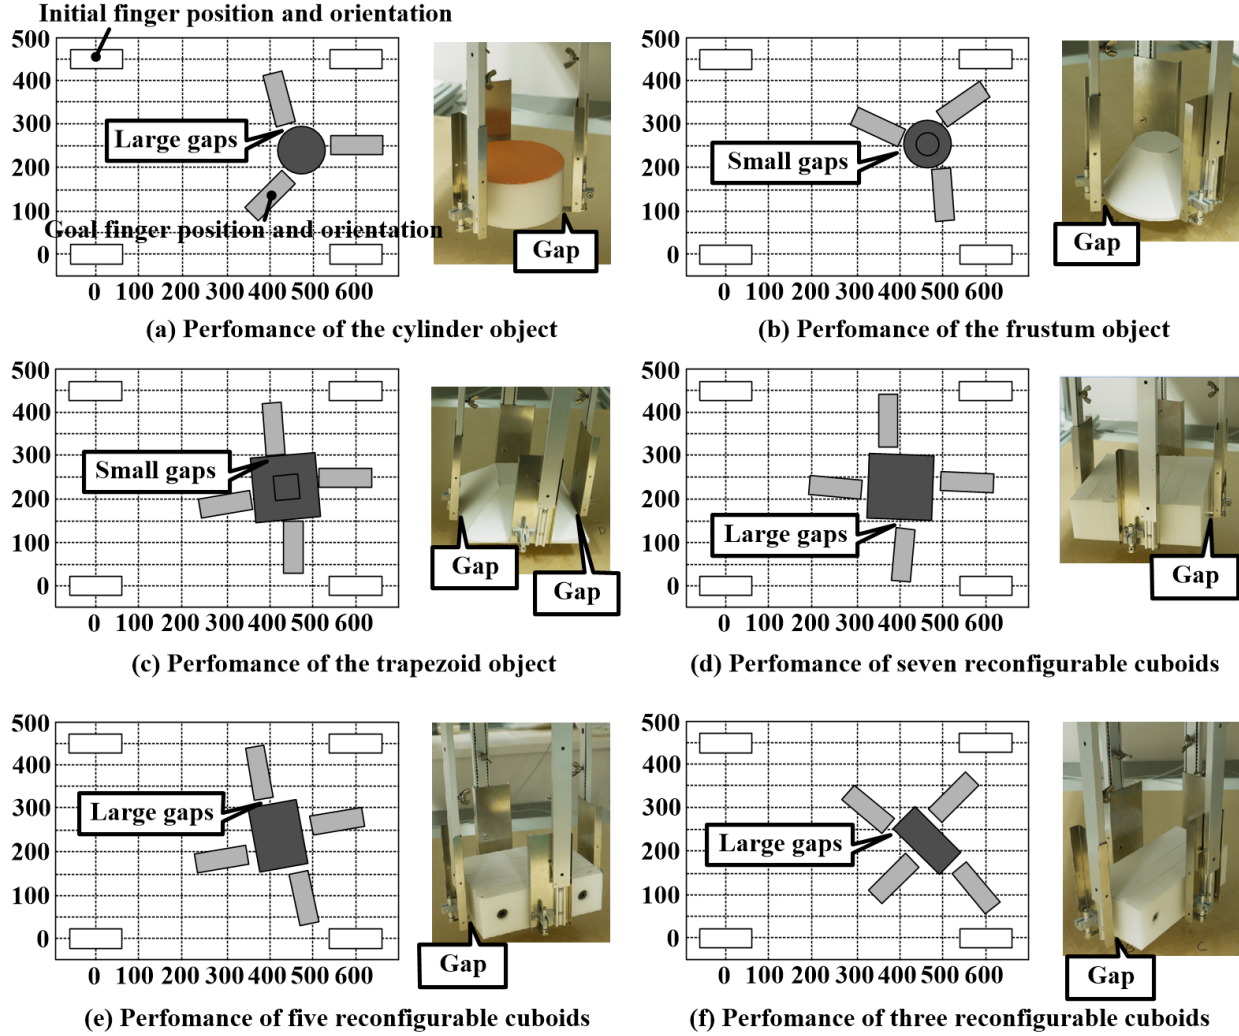 Initial finger position and orientation
500
400
300
200
100
0
Large gaps
Goal finger position and orientation
0 100 200 300 400 500 600
Gap
(a) Perfomance of the cylinder object
500
400
300
200
100
0
Small gaps
0 100 200 300 400 500 600
Gap
(b) Perfomance of the frustum object
500
400
300
200
100
0
Small gaps
0 100 200 300 400 500 600
Gap
Gap
(c) Perfomance of the trapezoid object
500
400
300
200
100
0
Large gaps
0 100 200 300 400 500 600
Gap
(d) Perfomance of seven reconfigurable cuboids
500
400
300
200
100
0
Large gaps
0 100 200 300 400 500 600
Gap
(e) Perfomance of five reconfigurable cuboids
500
400
300
200
100
0
Large gaps
0 100 200 300 400 500 600
C
Gap
(f) Perfomance of three reconfigurable cuboids